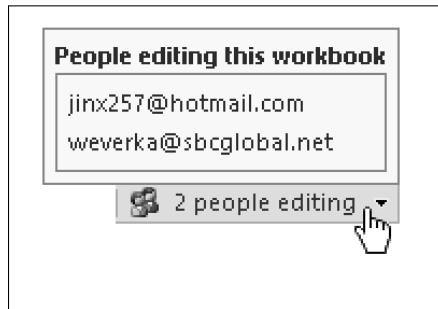 People editing this workbook
jinx257@hotmail.com
weverka@sbcglobal.net
2 people editing